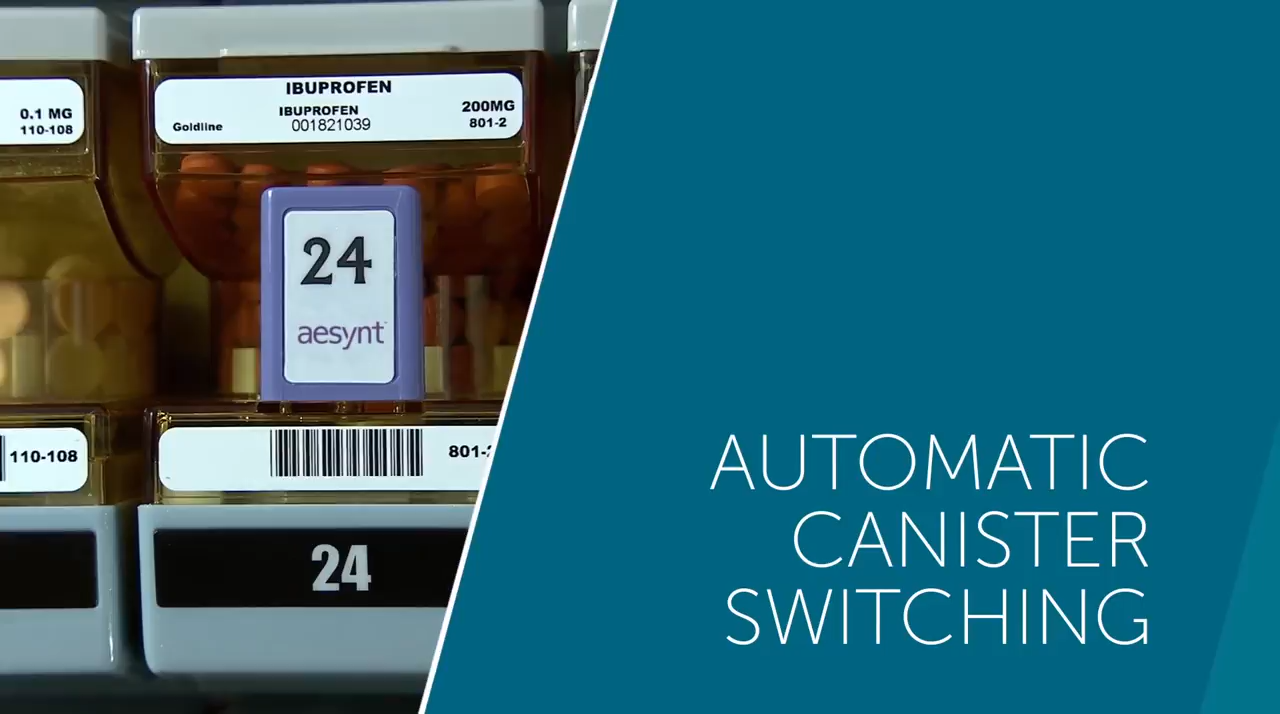 0.1 MG
110-108
IBUPROFEN
IBUPROFEN
200MG
Goldline
001821039
801-2
24
aesynt
110-108
801-2
24
AUTOMATIC
CANISTER
SWITCHING